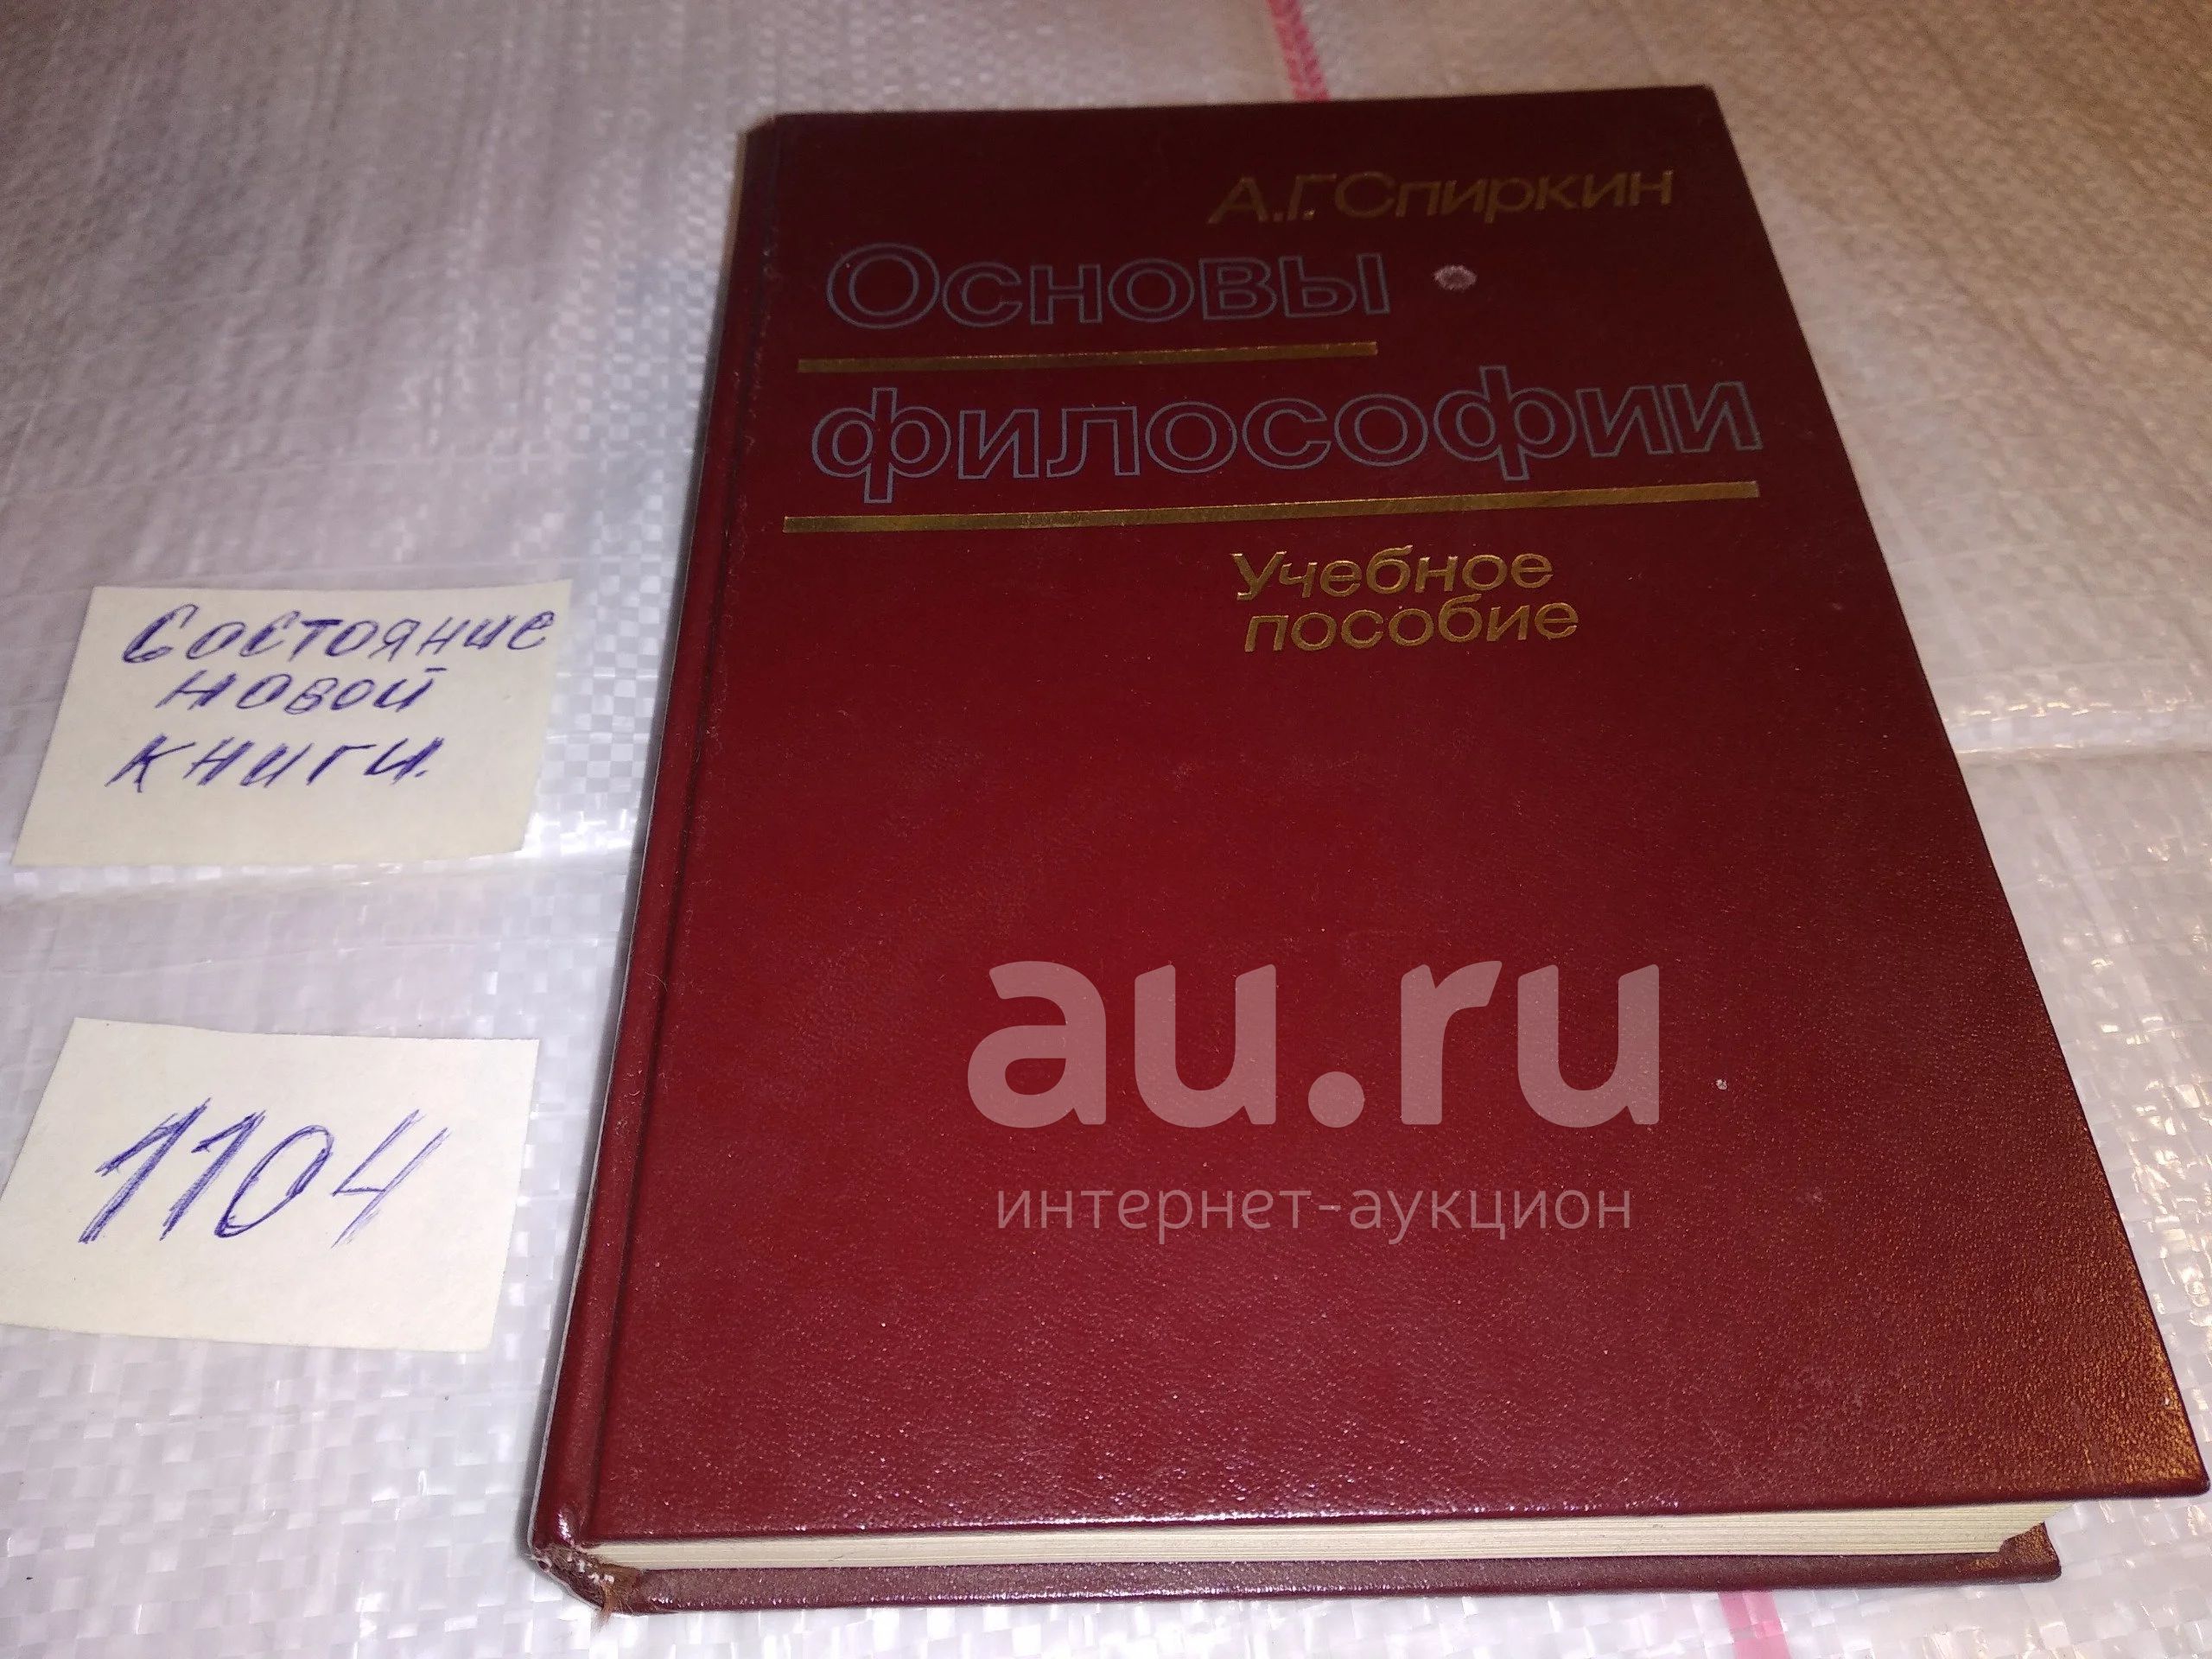 А.Г.Спиркин
Основы
философии
Учебное
пособие
Состояние
новой
книги.
1104
au.ru
интернет-аукцион